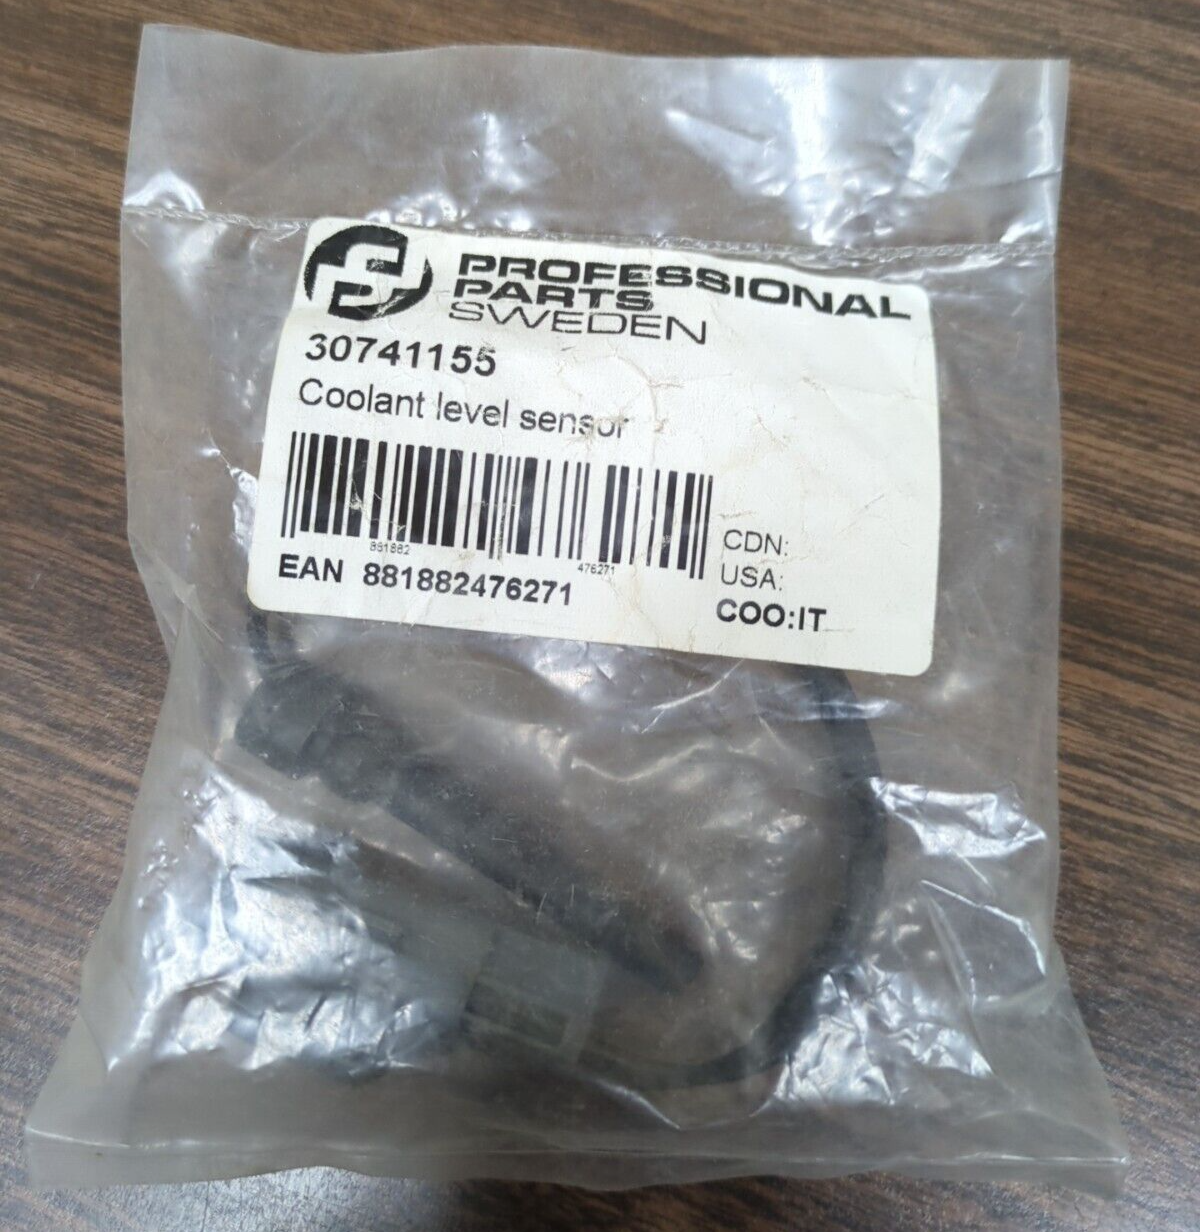 PROFESSIONAL
PARTS
SWEDEN
30741155
Coolant level sensor
881882
476271
EAN 881882476271
CDN:
USA:
COO:IT